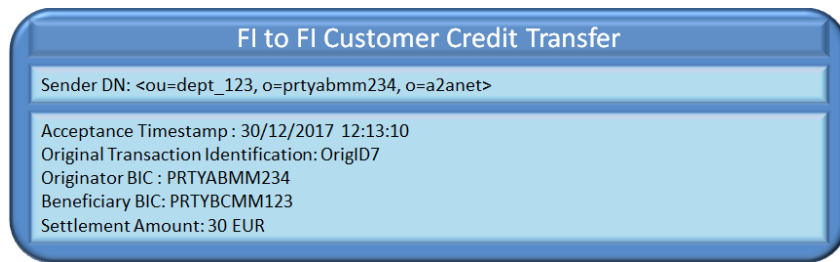 FI to FI Customer Credit Transfer
Sender DN: <ou=dept_123, o=prtyabmm234, o=a2anet>
Acceptance Timestamp : 30/12/2017 12:13:10
Original Transaction Identification: OrigID7
Originator BIC : PRTYABMM234
Beneficiary BIC: PRTYBCMM123
Settlement Amount: 30 EUR